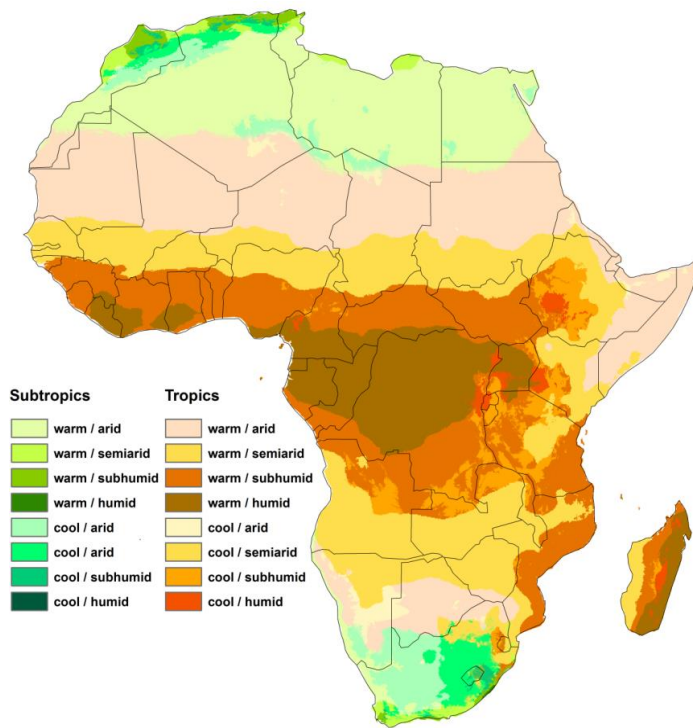 Subtropics
warm / arid
warm / semiarid
warm / subhumid
warm / humid
cool / arid
cool / arid
cool / subhumid
cool / humid
Tropics
warm / arid
warm / semiarid
warm / subhumid
warm / humid
cool / arid
cool / semiarid
cool / subhumid
cool / humid